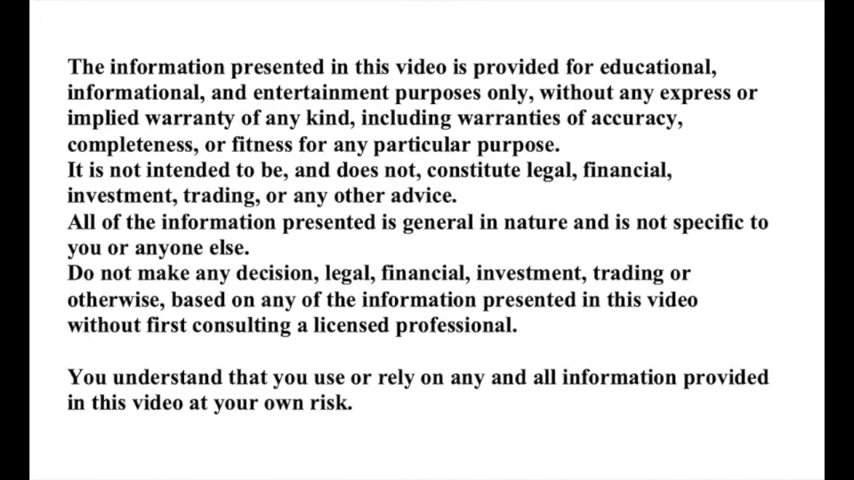 The information presented in this video is provided for educational,
informational, and entertainment purposes only, without any express or
implied warranty of any kind, including warranties of accuracy,
completeness, or fitness for any particular purpose.
It is not intended to be, and does not, constitute legal, financial,
investment, trading, or any other advice.
All of the information presented is general in nature and is not specific to
you or anyone else.
Do not make any decision, legal, financial, investment, trading or
otherwise, based on any of the information presented in this video
without first consulting a licensed professional.
You understand that you use or rely on any and all information provided
in this video at your own risk.